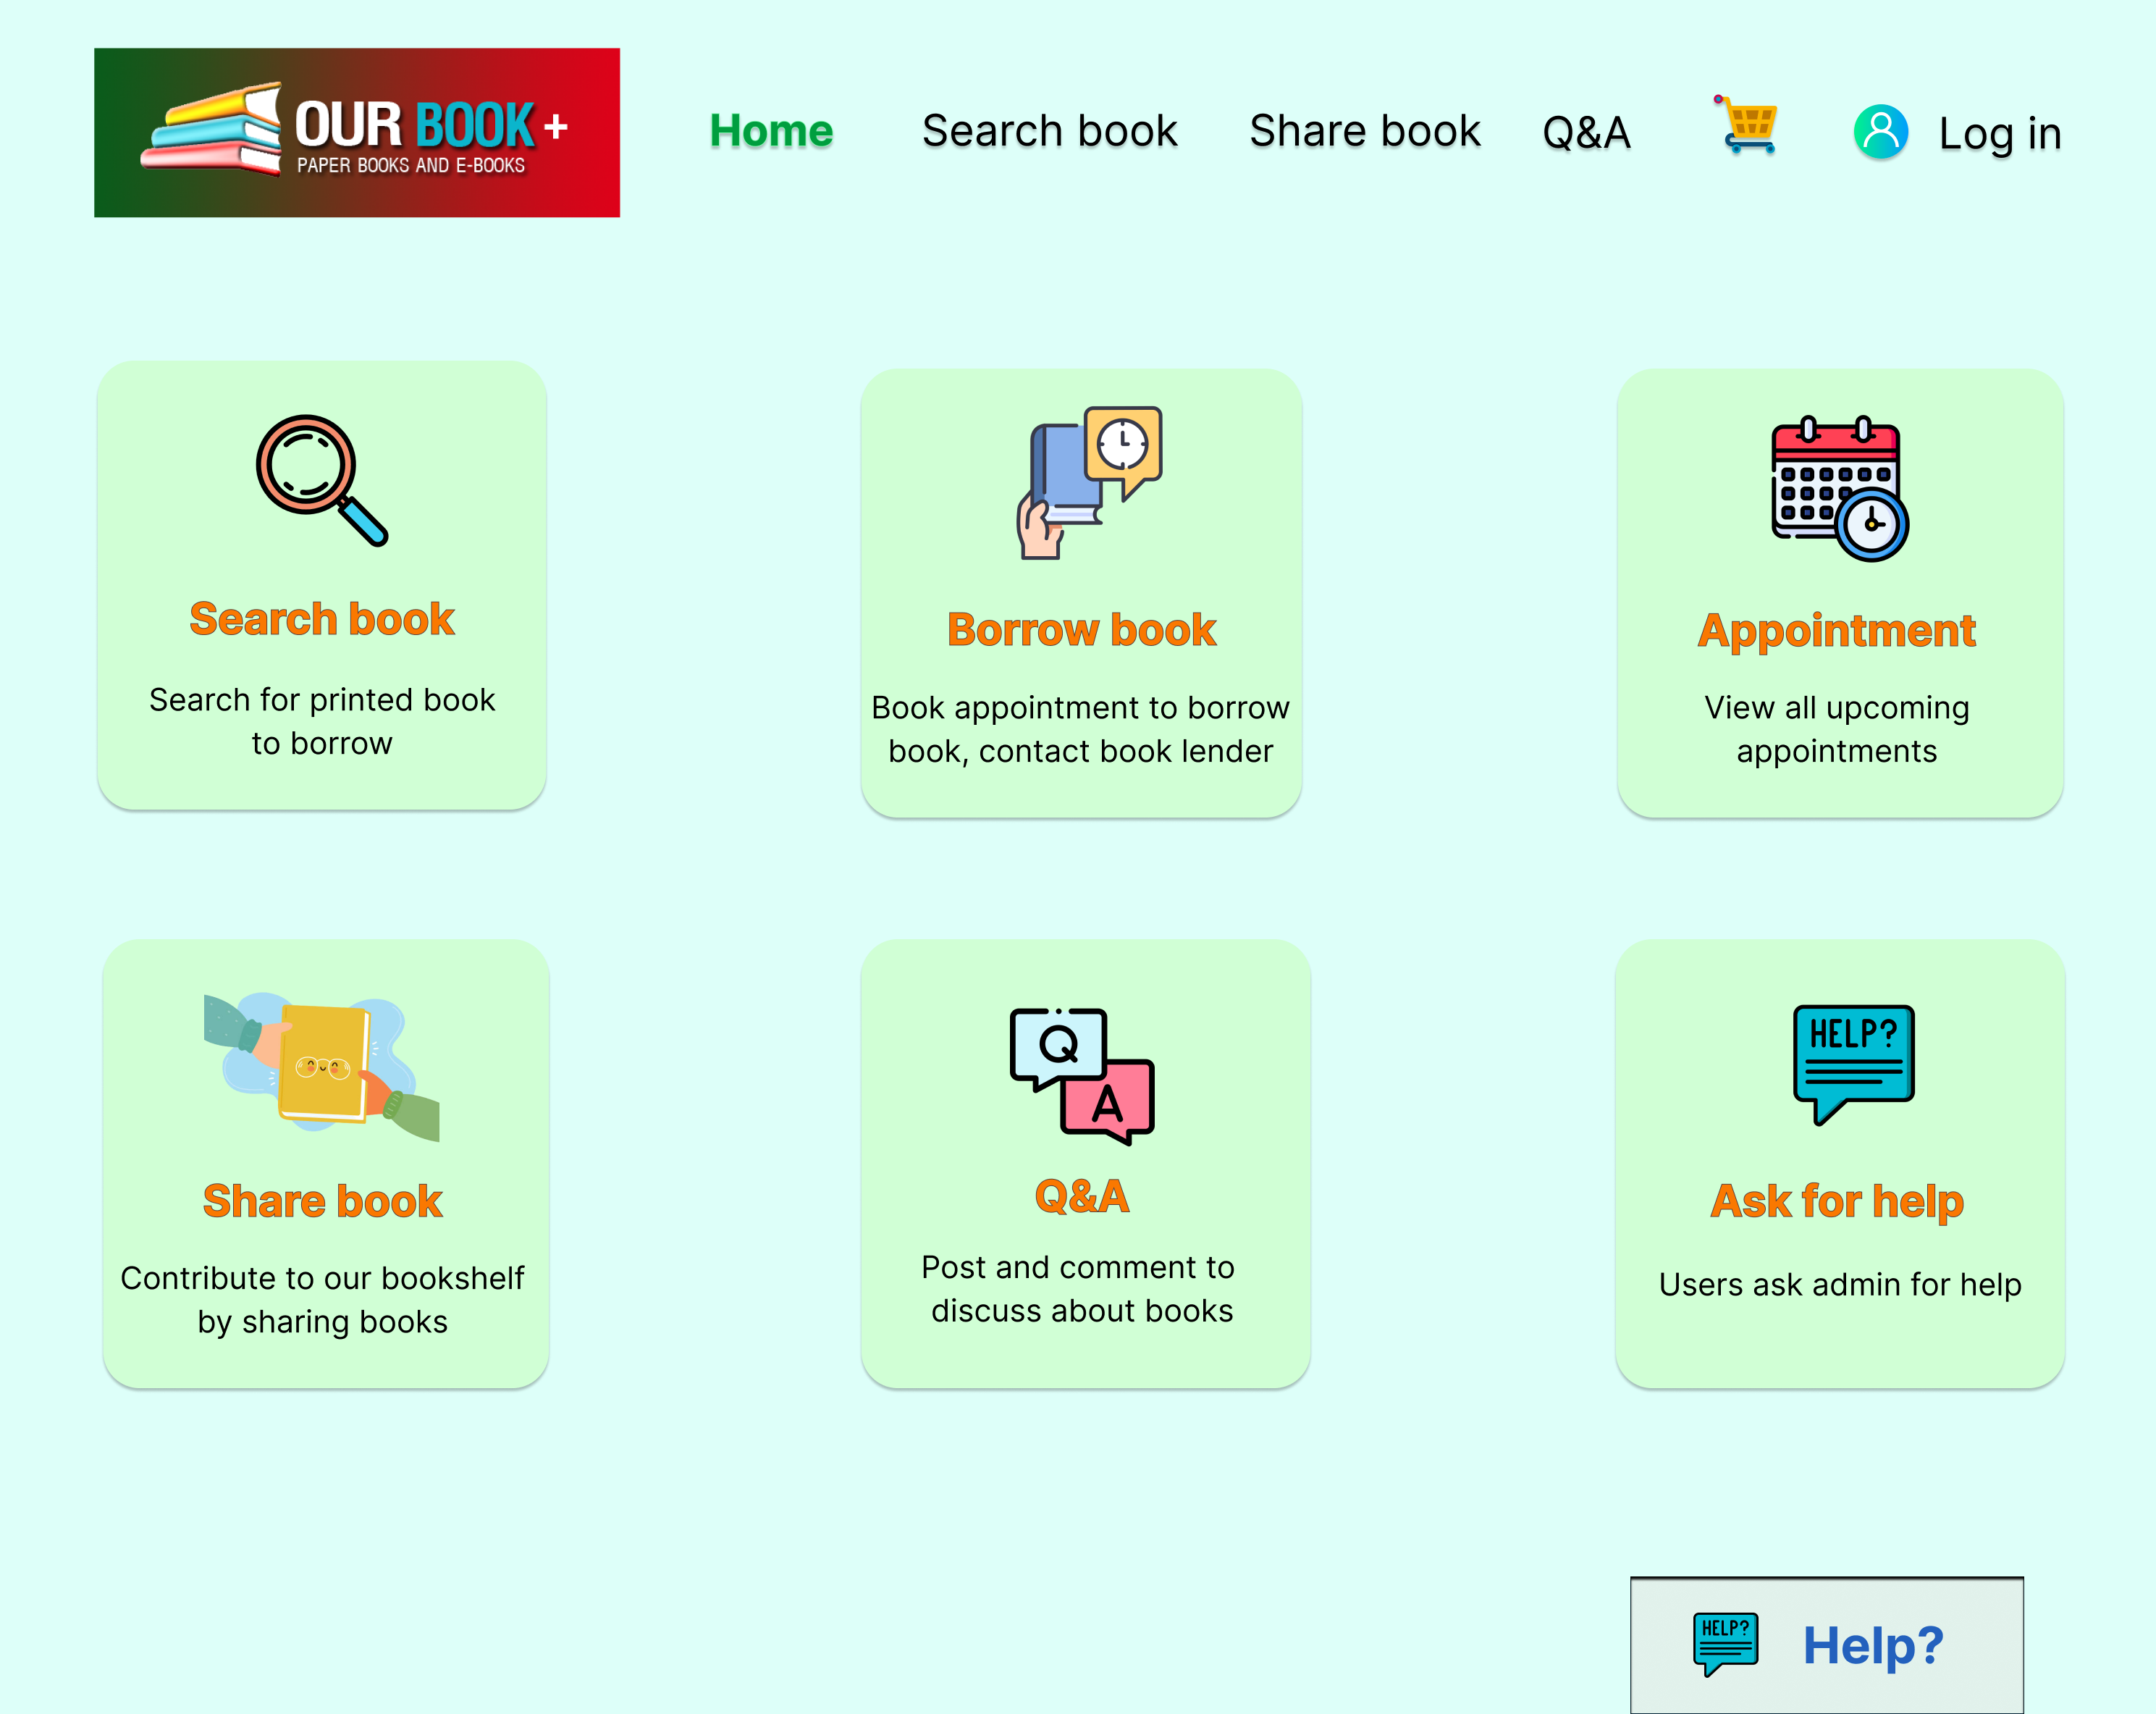 OUR BOOK +
PAPER BOOKS AND E-BOOKS
Home
Search book
Share book
Q&A
Log in
Search book
Search for printed book
to borrow
Borrow book
Book appointment to borrow
book, contact book lender
Appointment
View all upcoming
appointments
Share book
Contribute to our bookshelf
by sharing books
Q
A
Q&A
Post and comment to
discuss about books
HELP?
Ask for help
Users ask admin for help
HELP?
Help?